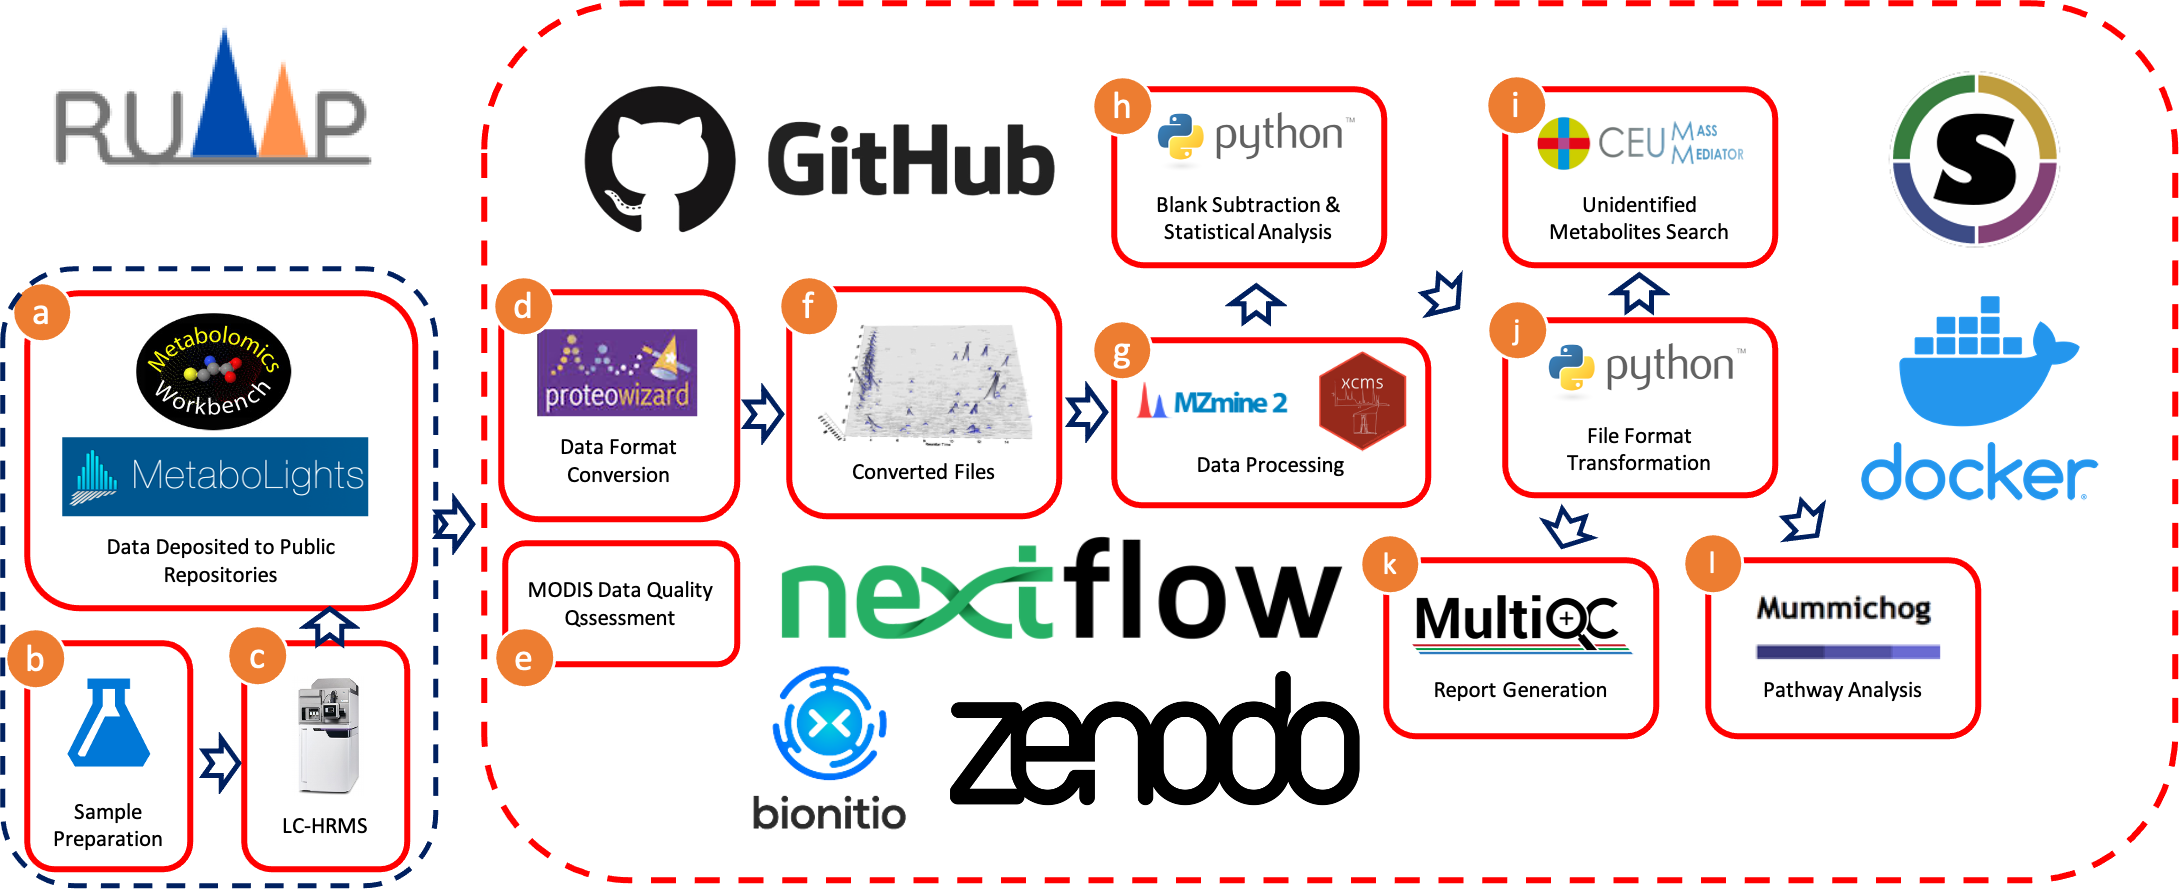 RUMP
GitHub
a
Metabolomics
Workbench
MetaboLights
Data Deposited to Public
Repositories
b
Sample
Preparation
c
LC-HRMS
d
proteowizard
Data Format
Conversion
e
MODIS Data Quality
Qssessment
f
Converted Files
g
MZmine 2
xcms
Data Processing
h
python™
Blank Subtraction &
Statistical Analysis
i
CEU MASS
MEDIATOR
Unidentified
Metabolites Search
j
python™
File Format
Transformation
k
MultiQC
Report Generation
l
Mummichog
Pathway Analysis
S
docker
nextflow
bionitio
zenodo